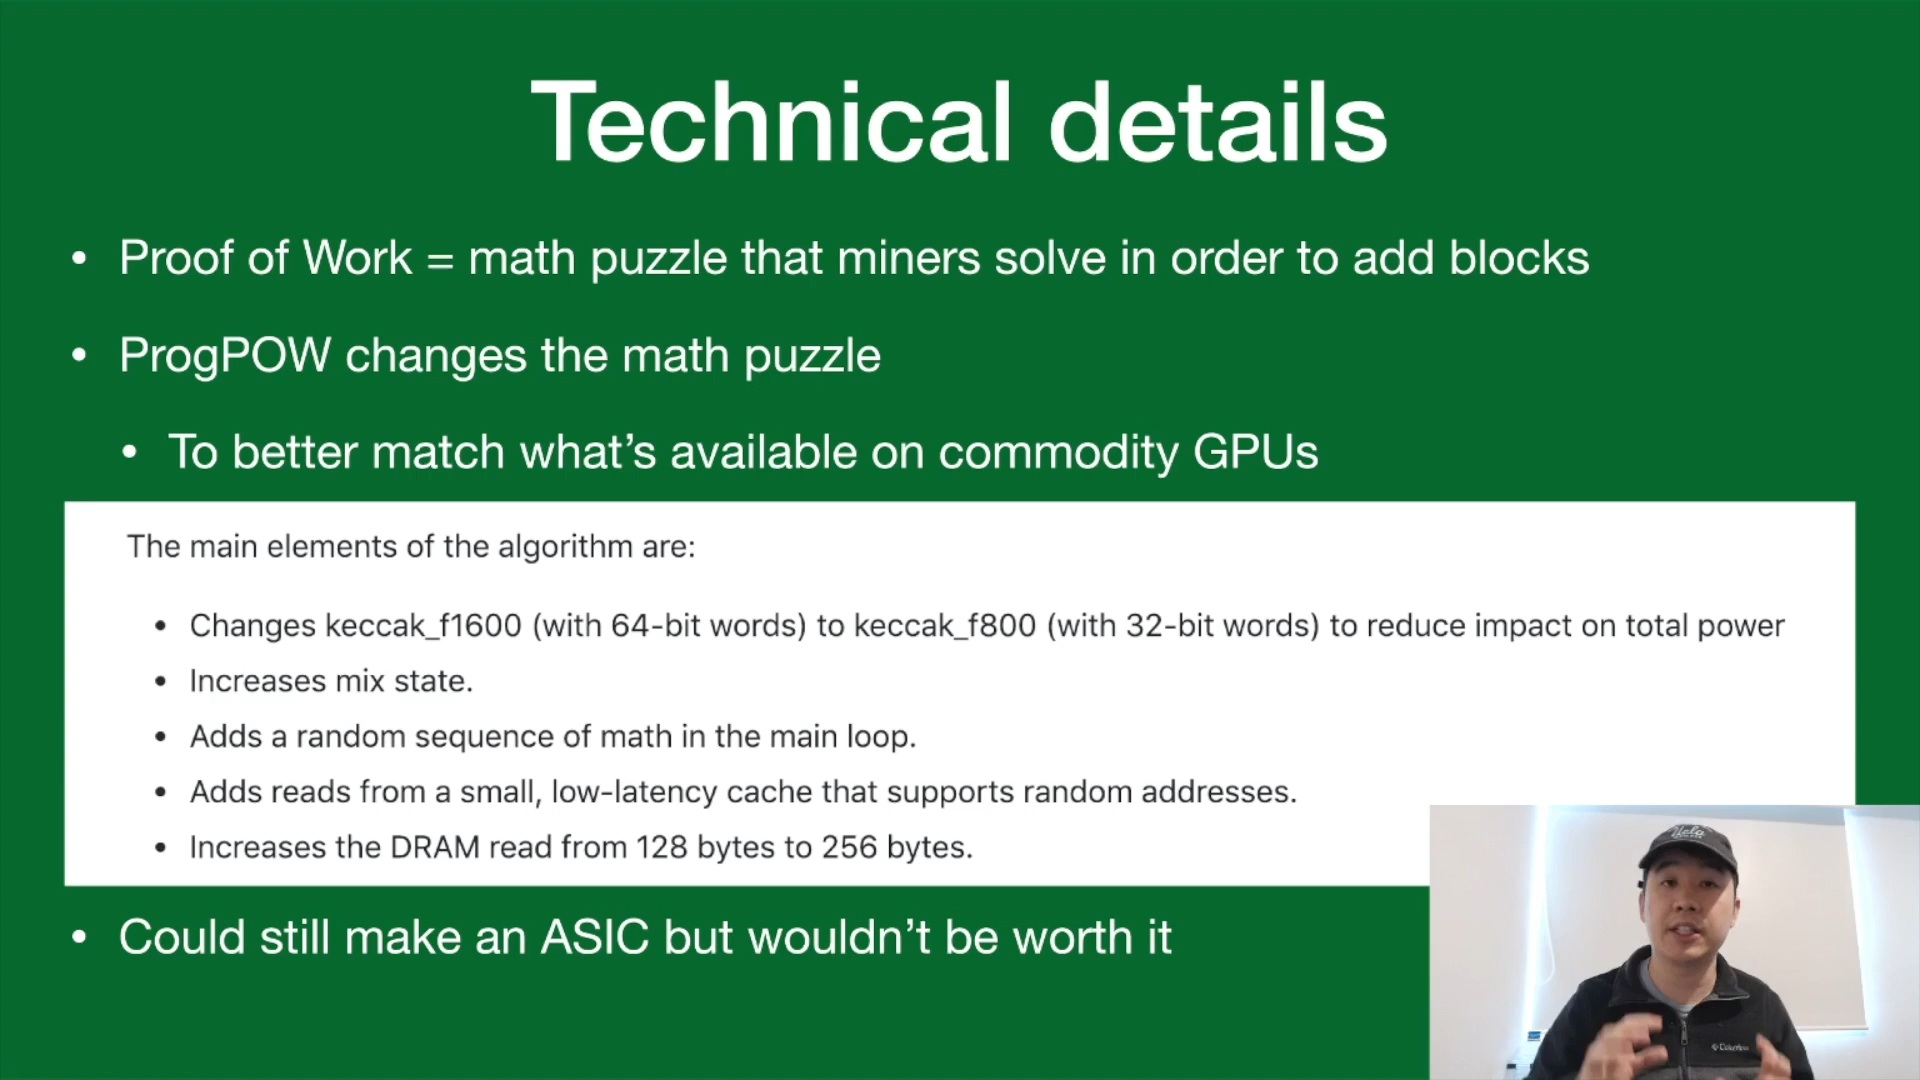 Technical details
• Proof of Work = math puzzle that miners solve in order to add blocks
• ProgPOW changes the math puzzle
• To better match what’s available on commodity GPUs
The main elements of the algorithm are:
• Changes keccak_f1600 (with 64-bit words) to keccak_f800 (with 32-bit words) to reduce impact on total power
• Increases mix state.
• Adds a random sequence of math in the main loop.
• Adds reads from a small, low-latency cache that supports random addresses.
• Increases the DRAM read from 128 bytes to 256 bytes.
• Could still make an ASIC but wouldn’t be worth it
Ucla
Columbia